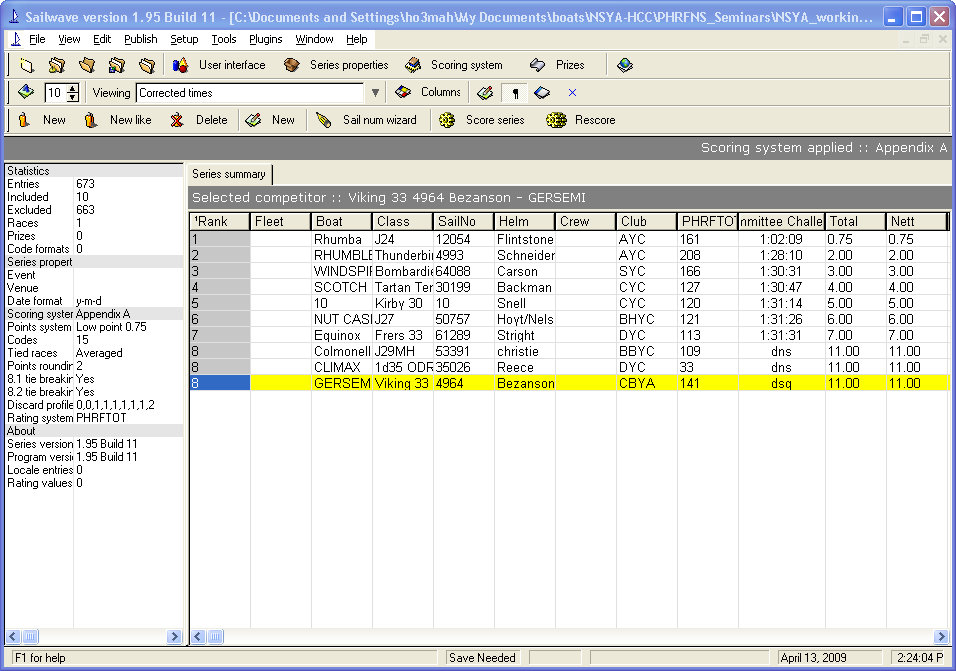 Sailwave version 1.95 Build 11 - [C:\Documents and Settings\ho3mah\My Documents\boats\NSYA-HCC\PHRFNS_Seminars\NSYA_workin...
File View Edit Publish Setup Tools Plugins Window Help
User interface Series properties Scoring system Prizes
10 Viewing Corrected times Columns ¶
New New like Delete New Sail num wizard Score series Rescore
Scoring system applied :: Appendix A
Statistics
Entries 673
Included 10
Excluded 663
Races 1
Prizes 0
Code formats 0
Series propert
Event
Venue
Date format y-m-d
Scoring syster Appendix A
Points system Low point 0.75
Codes 15
Tied races Averaged
Points roundin 2
8.1 tie breakir Yes
8.2 tie breakir Yes
Discard profile 0,0,1,1,1,1,1,1,2
Rating system PHRFTOT
About
Series version 1.95 Build 11
Program versi 1.95 Build 11
Locale entries 0
Rating values 0
Series summary
Selected competitor :: Viking 33 4964 Bezanson - GERSEMI
'Rank Fleet Boat Class SailNo Helm Crew Club PHRFTOT nmittee Challe Total Nett
1 Rhumba J24 12054 Flintstone AYC 161 1:02:09 0.75 0.75
2 RHUMBLE Thunderbir 4993 Schneider AYC 208 1:28:10 2.00 2.00
3 WINDSPIR Bombardie 64088 Carson SYC 166 1:30:31 3.00 3.00
4 SCOTCH Tartan Ter 30199 Backman CYC 127 1:30:47 4.00 4.00
5 10 Kirby 30 10 Snell CYC 120 1:31:14 5.00 5.00
6 NUT CASI J27 50757 Hoyt/Nels BHYC 121 1:31:26 6.00 6.00
7 Equinox Frers 33 61289 Stright DYC 113 1:31:31 7.00 7.00
8 Colmonell J29MH 53391 christie BBYC 109 dns 11.00 11.00
8 CLIMAX 1d35 ODR 35026 Reece DYC 33 dns 11.00 11.00
8 GERSEM Viking 33 4964 Bezanson CBYA 141 dsq 11.00 11.00
F1 for help Save Needed April 13, 2009 2:24:04 P